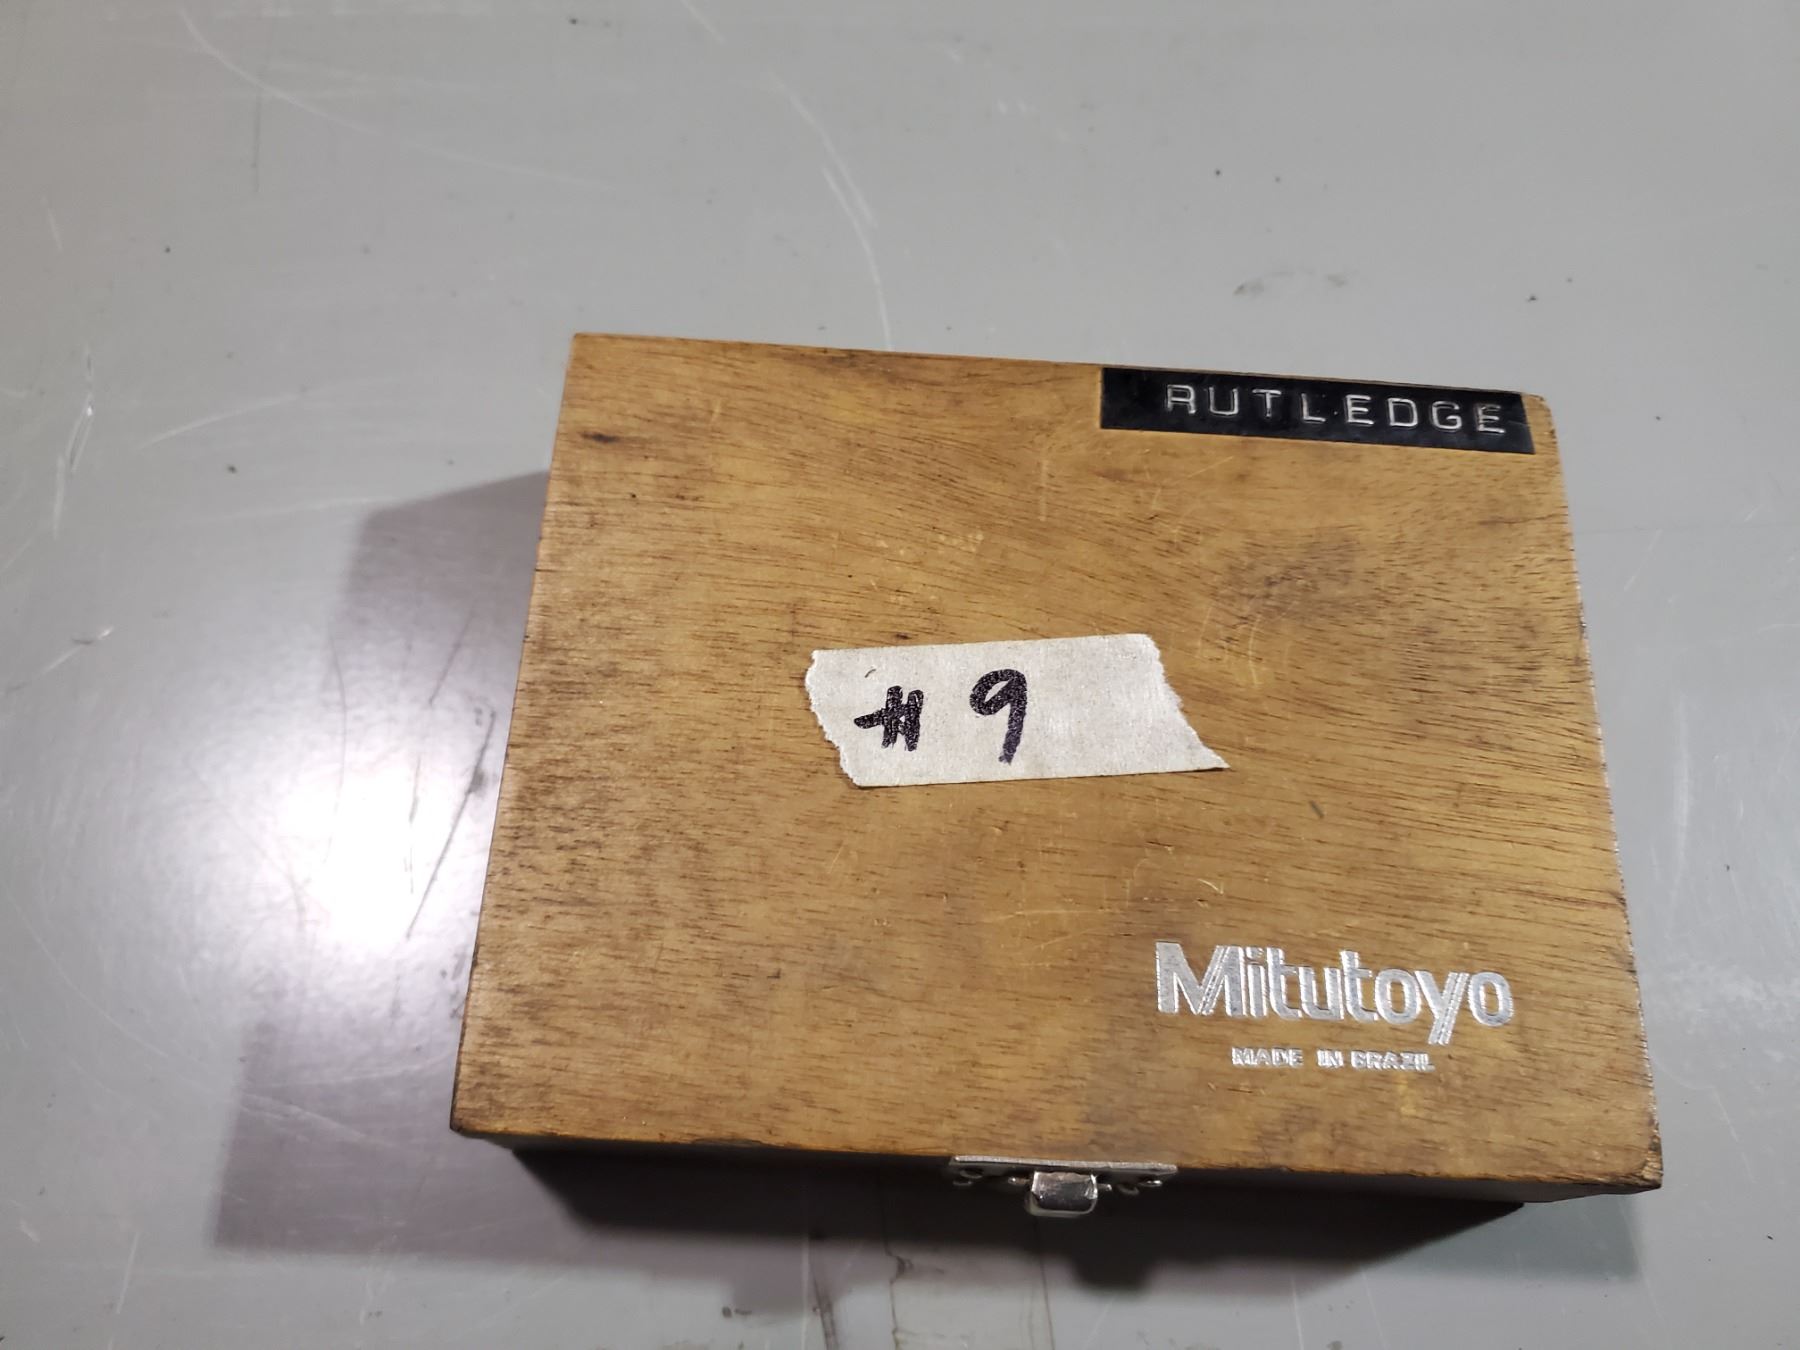 RUTLEDGE
# 9
Mitutoyo
MADE IN BRAZIL